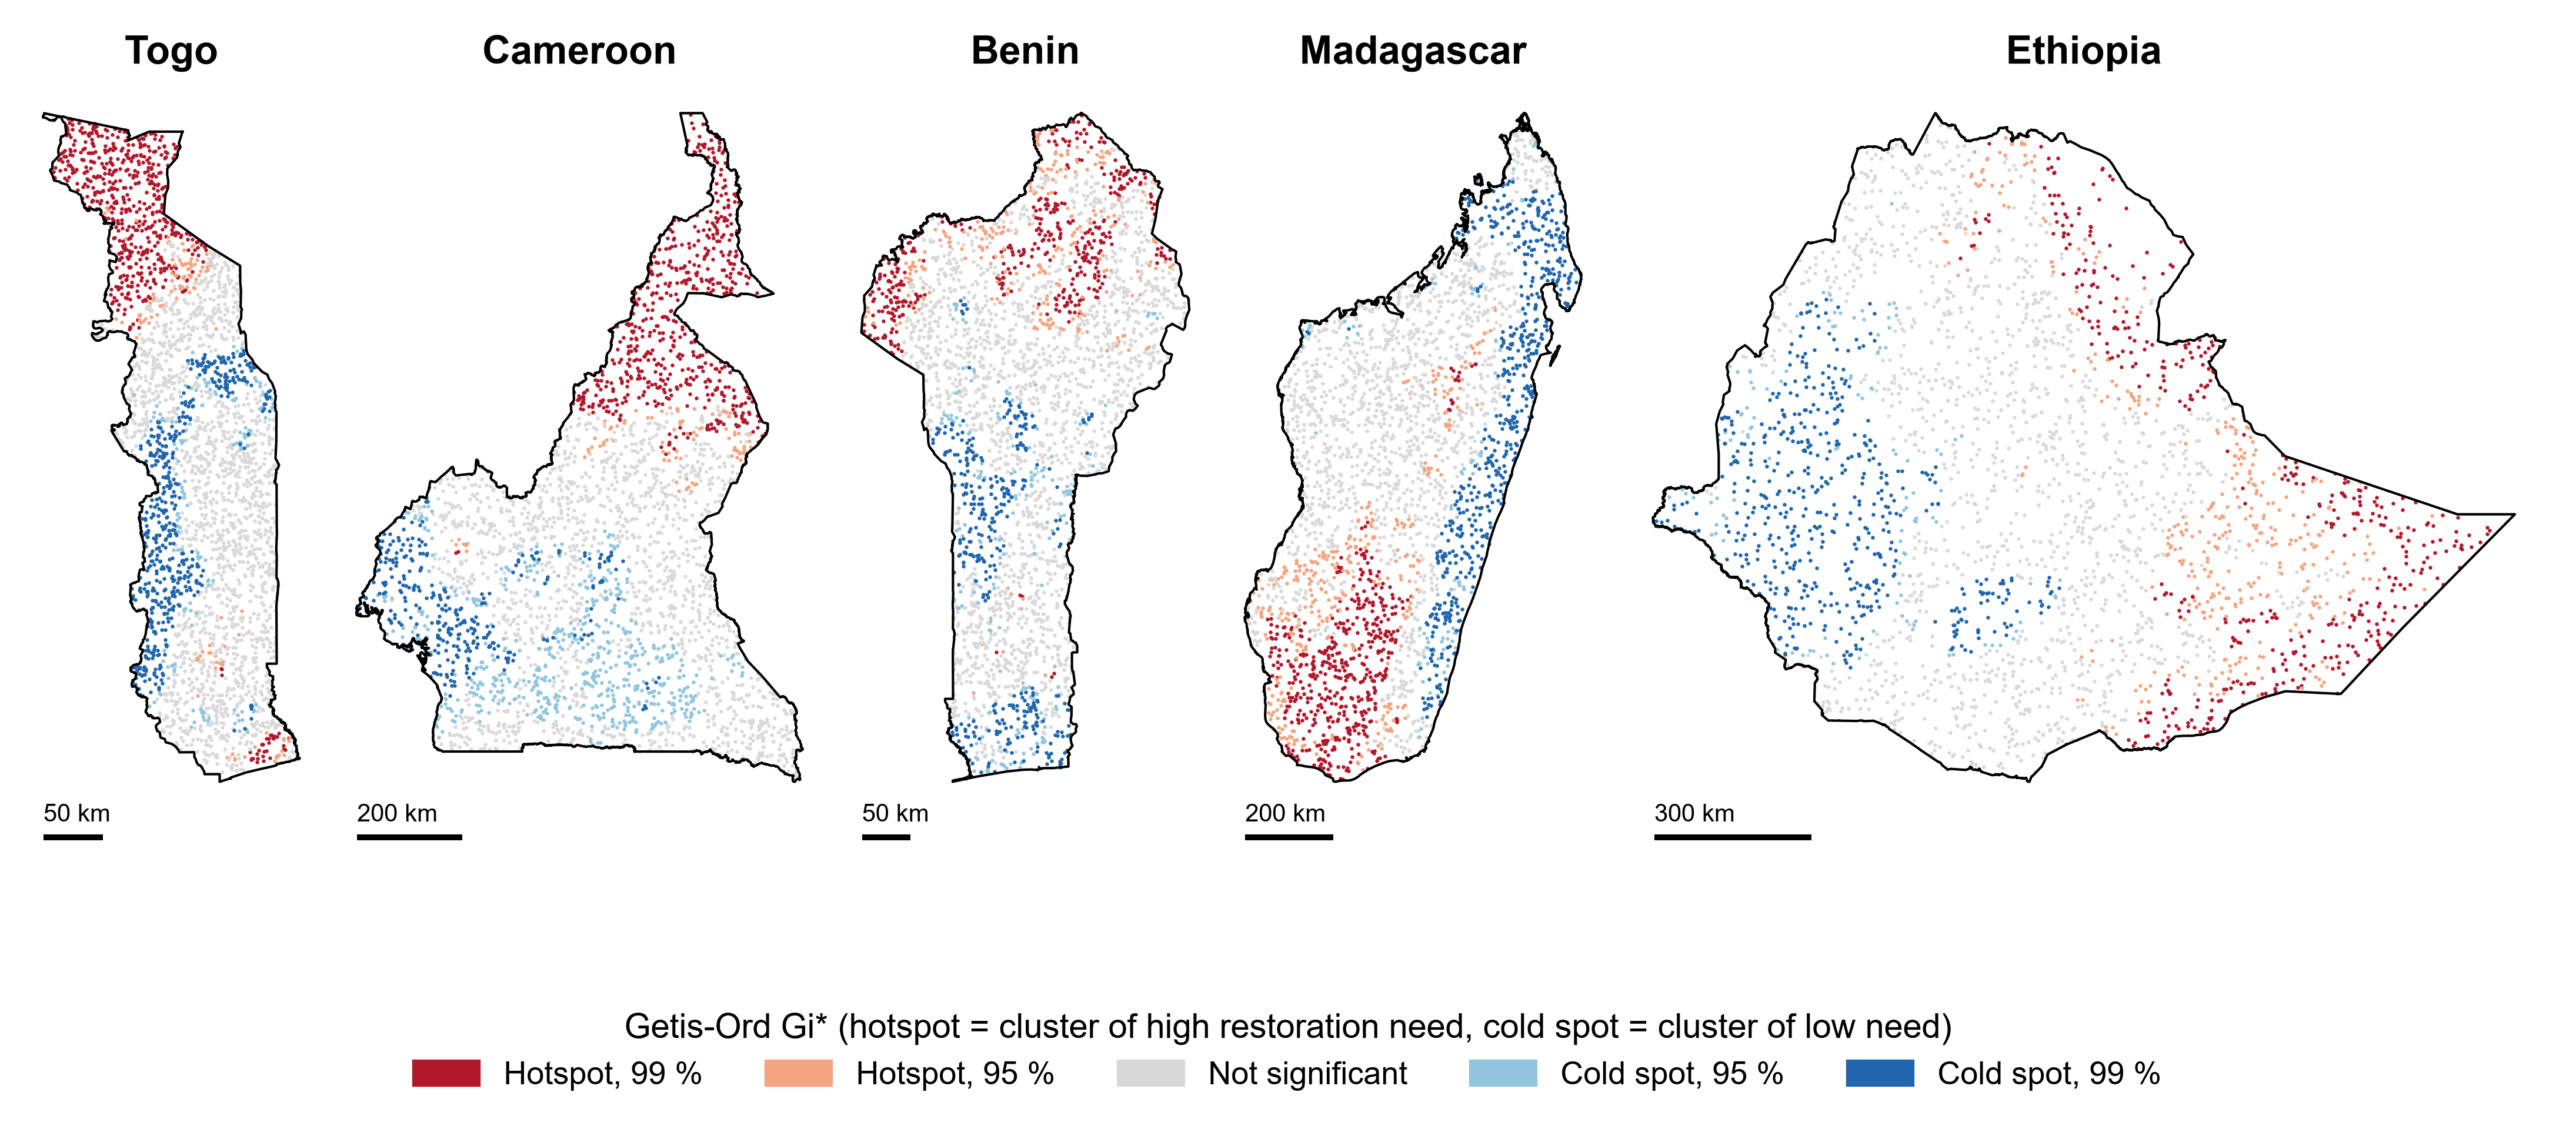 Togo
Cameroon
Benin
Madagascar
Ethiopia
50 km
200 km
50 km
200 km
300 km
Getis-Ord Gi* (hotspot = cluster of high restoration need, cold spot = cluster of low need)
Hotspot, 99 %
Hotspot, 95 %
Not significant
Cold spot, 95 %
Cold spot, 99 %